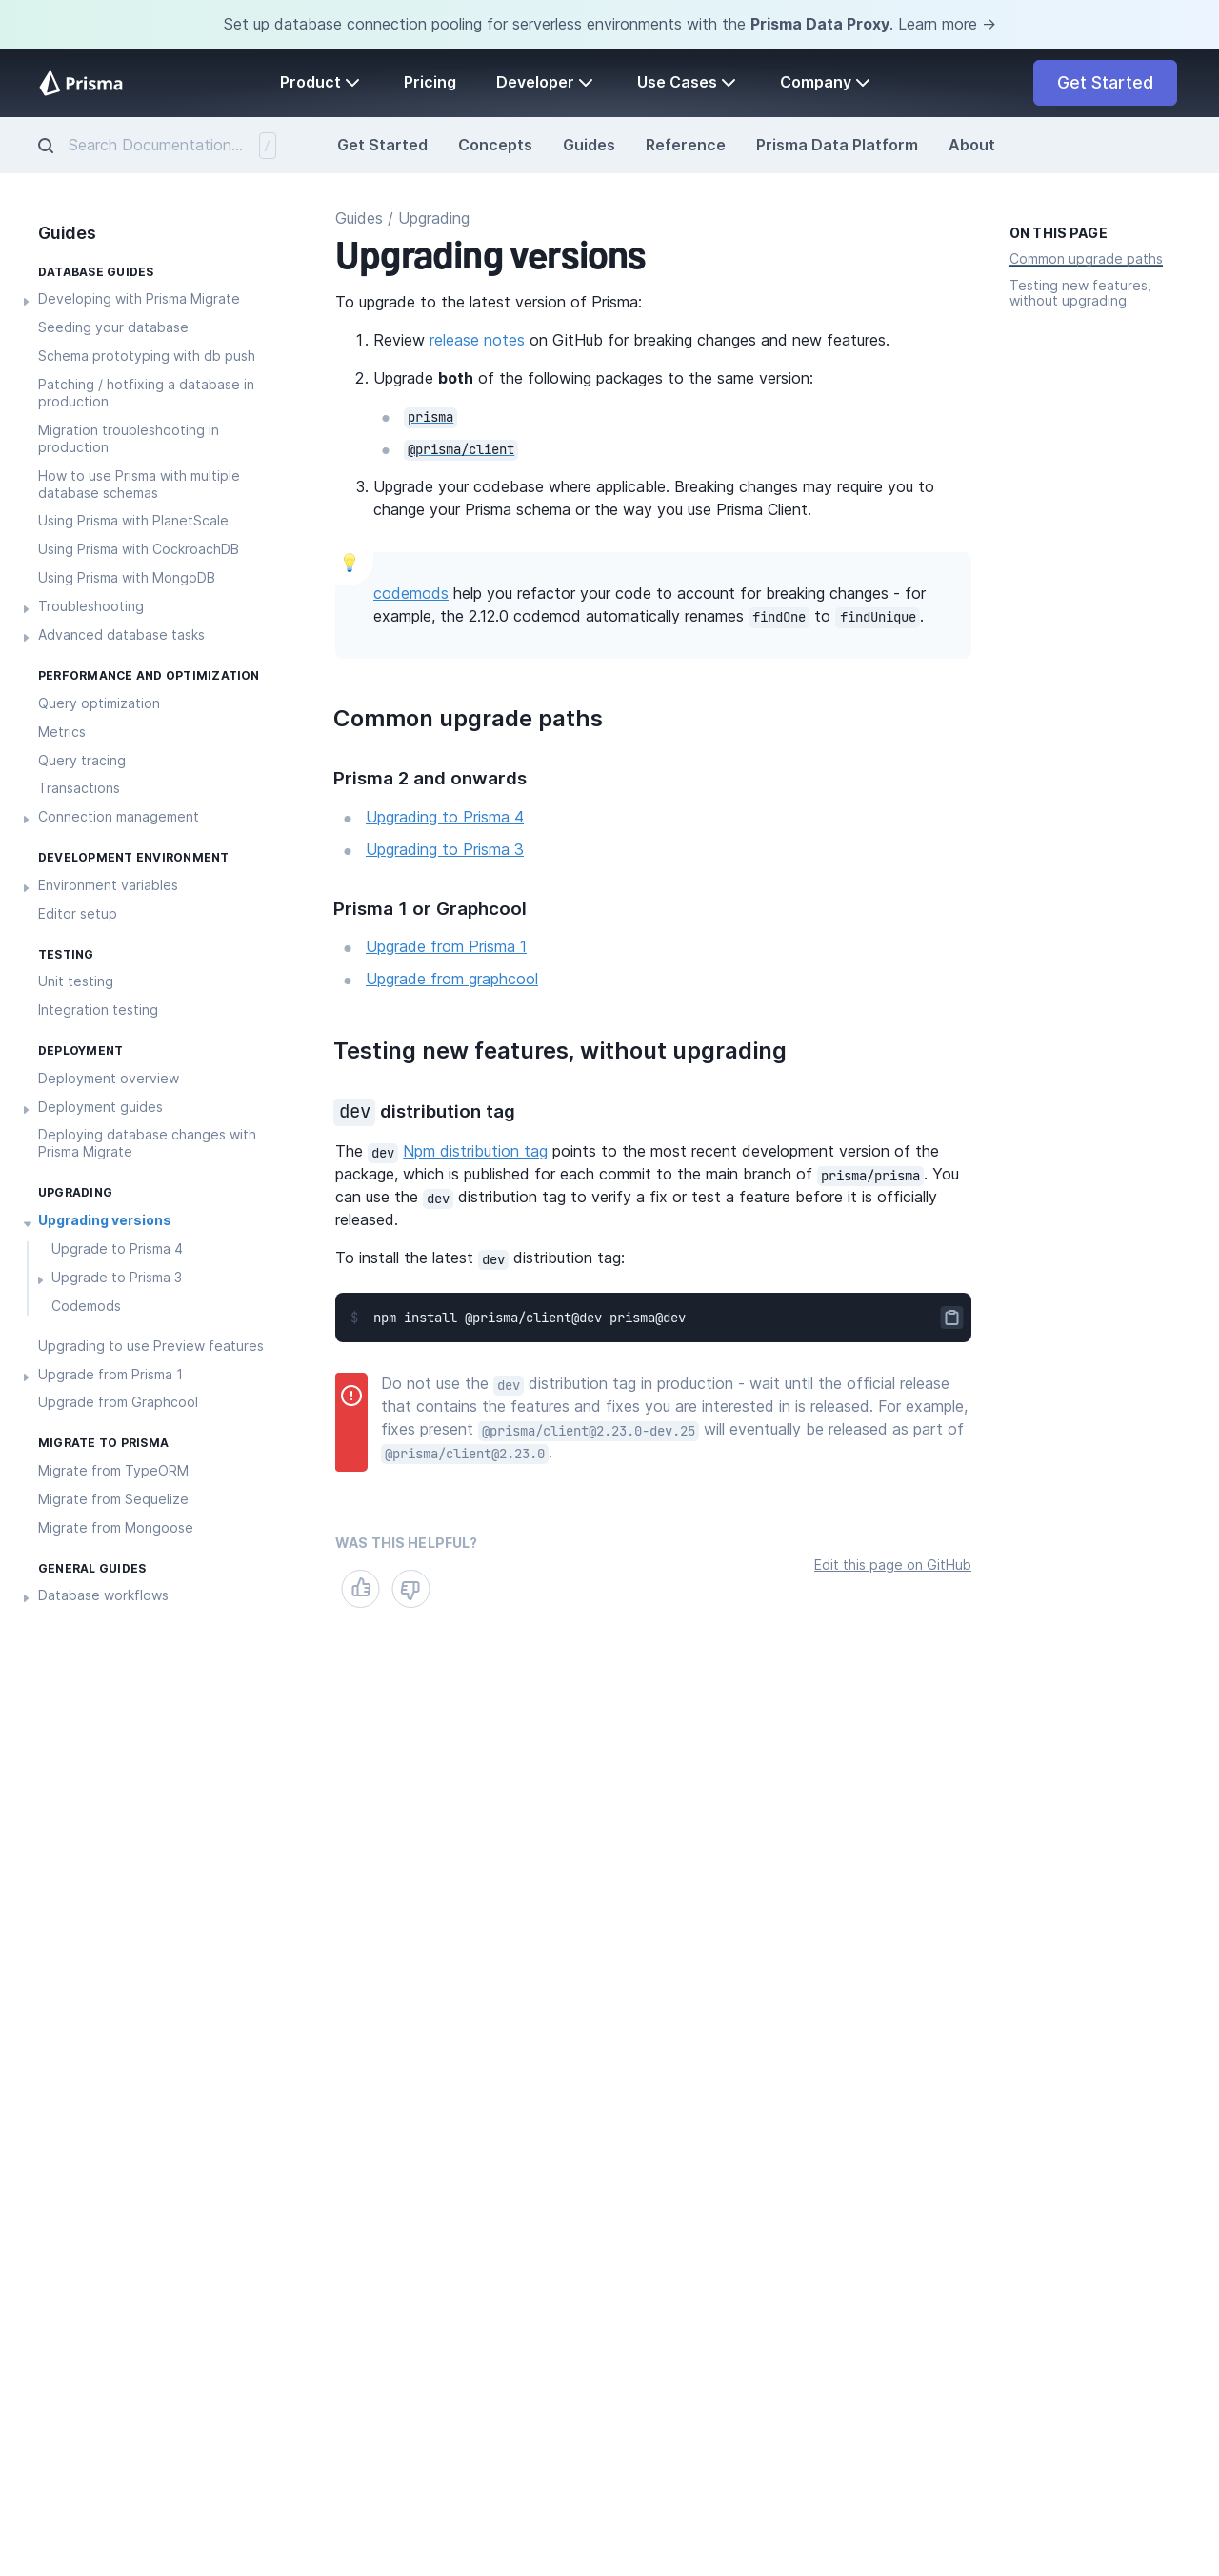 Set up database connection pooling for serverless environments with the Prisma Data Proxy. Learn more →
Prisma
Product
Pricing
Developer
Use Cases
Company
Get Started
Search Documentation...
/
Get Started
Concepts
Guides
Reference
Prisma Data Platform
About
Guides
DATABASE GUIDES
Developing with Prisma Migrate
Seeding your database
Schema prototyping with db push
Patching / hotfixing a database in
production
Migration troubleshooting in
production
How to use Prisma with multiple
database schemas
Using Prisma with PlanetScale
Using Prisma with CockroachDB
Using Prisma with MongoDB
Troubleshooting
Advanced database tasks
PERFORMANCE AND OPTIMIZATION
Query optimization
Metrics
Query tracing
Transactions
Connection management
DEVELOPMENT ENVIRONMENT
Environment variables
Editor setup
TESTING
Unit testing
Integration testing
DEPLOYMENT
Deployment overview
Deployment guides
Deploying database changes with
Prisma Migrate
UPGRADING
Upgrading versions
Upgrade to Prisma 4
Upgrade to Prisma 3
Codemods
Upgrading to use Preview features
Upgrade from Prisma 1
Upgrade from Graphcool
MIGRATE TO PRISMA
Migrate from TypeORM
Migrate from Sequelize
Migrate from Mongoose
GENERAL GUIDES
Database workflows
Guides / Upgrading
Upgrading versions
To upgrade to the latest version of Prisma:
1. Review release notes on GitHub for breaking changes and new features.
2. Upgrade both of the following packages to the same version:
prisma
@prisma/client
3. Upgrade your codebase where applicable. Breaking changes may require you to
change your Prisma schema or the way you use Prisma Client.
codemods help you refactor your code to account for breaking changes - for
example, the 2.12.0 codemod automatically renames findOne to findUnique.
Common upgrade paths
Prisma 2 and onwards
Upgrading to Prisma 4
Upgrading to Prisma 3
Prisma 1 or Graphcool
Upgrade from Prisma 1
Upgrade from graphcool
Testing new features, without upgrading
dev distribution tag
The dev Npm distribution tag points to the most recent development version of the
package, which is published for each commit to the main branch of prisma/prisma. You
can use the dev distribution tag to verify a fix or test a feature before it is officially
released.
To install the latest dev distribution tag:
$ npm install @prisma/client@dev prisma@dev
Do not use the dev distribution tag in production - wait until the official release
that contains the features and fixes you are interested in is released. For example,
fixes present @prisma/client@2.23.0-dev.25 will eventually be released as part of
@prisma/client@2.23.0.
WAS THIS HELPFUL?
Edit this page on GitHub
ON THIS PAGE
Common upgrade paths
Testing new features,
without upgrading